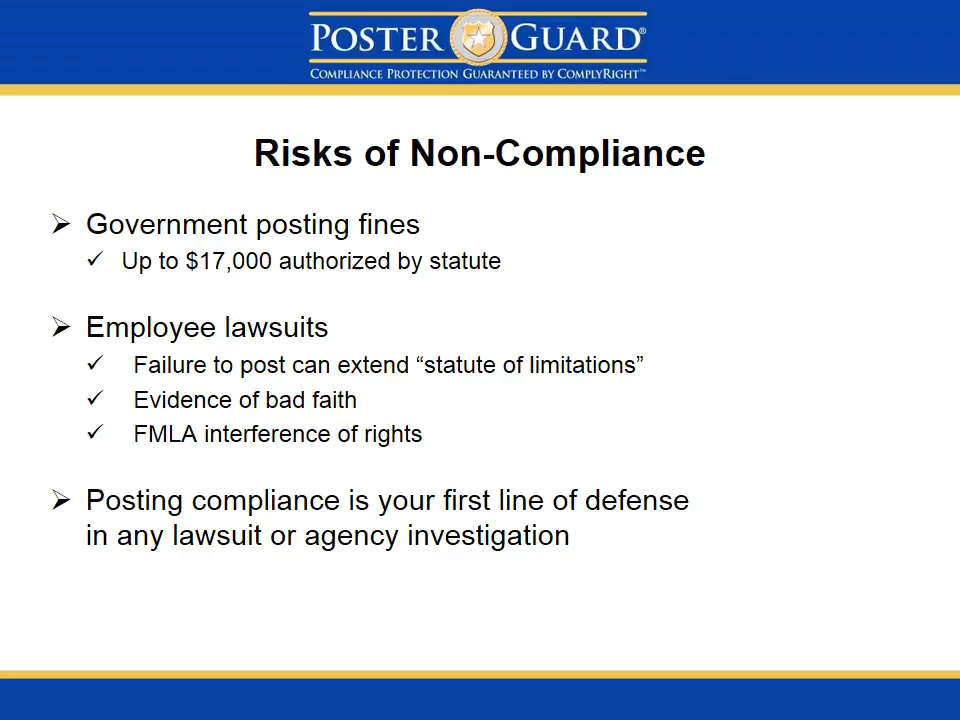 POSTER GUARD®
COMPLIANCE PROTECTION GUARANTEED BY COMPLYRIGHT™
Risks of Non-Compliance
➢ Government posting fines
✓ Up to $17,000 authorized by statute
➢ Employee lawsuits
✓ Failure to post can extend “statute of limitations”
✓ Evidence of bad faith
✓ FMLA interference of rights
➢ Posting compliance is your first line of defense
in any lawsuit or agency investigation